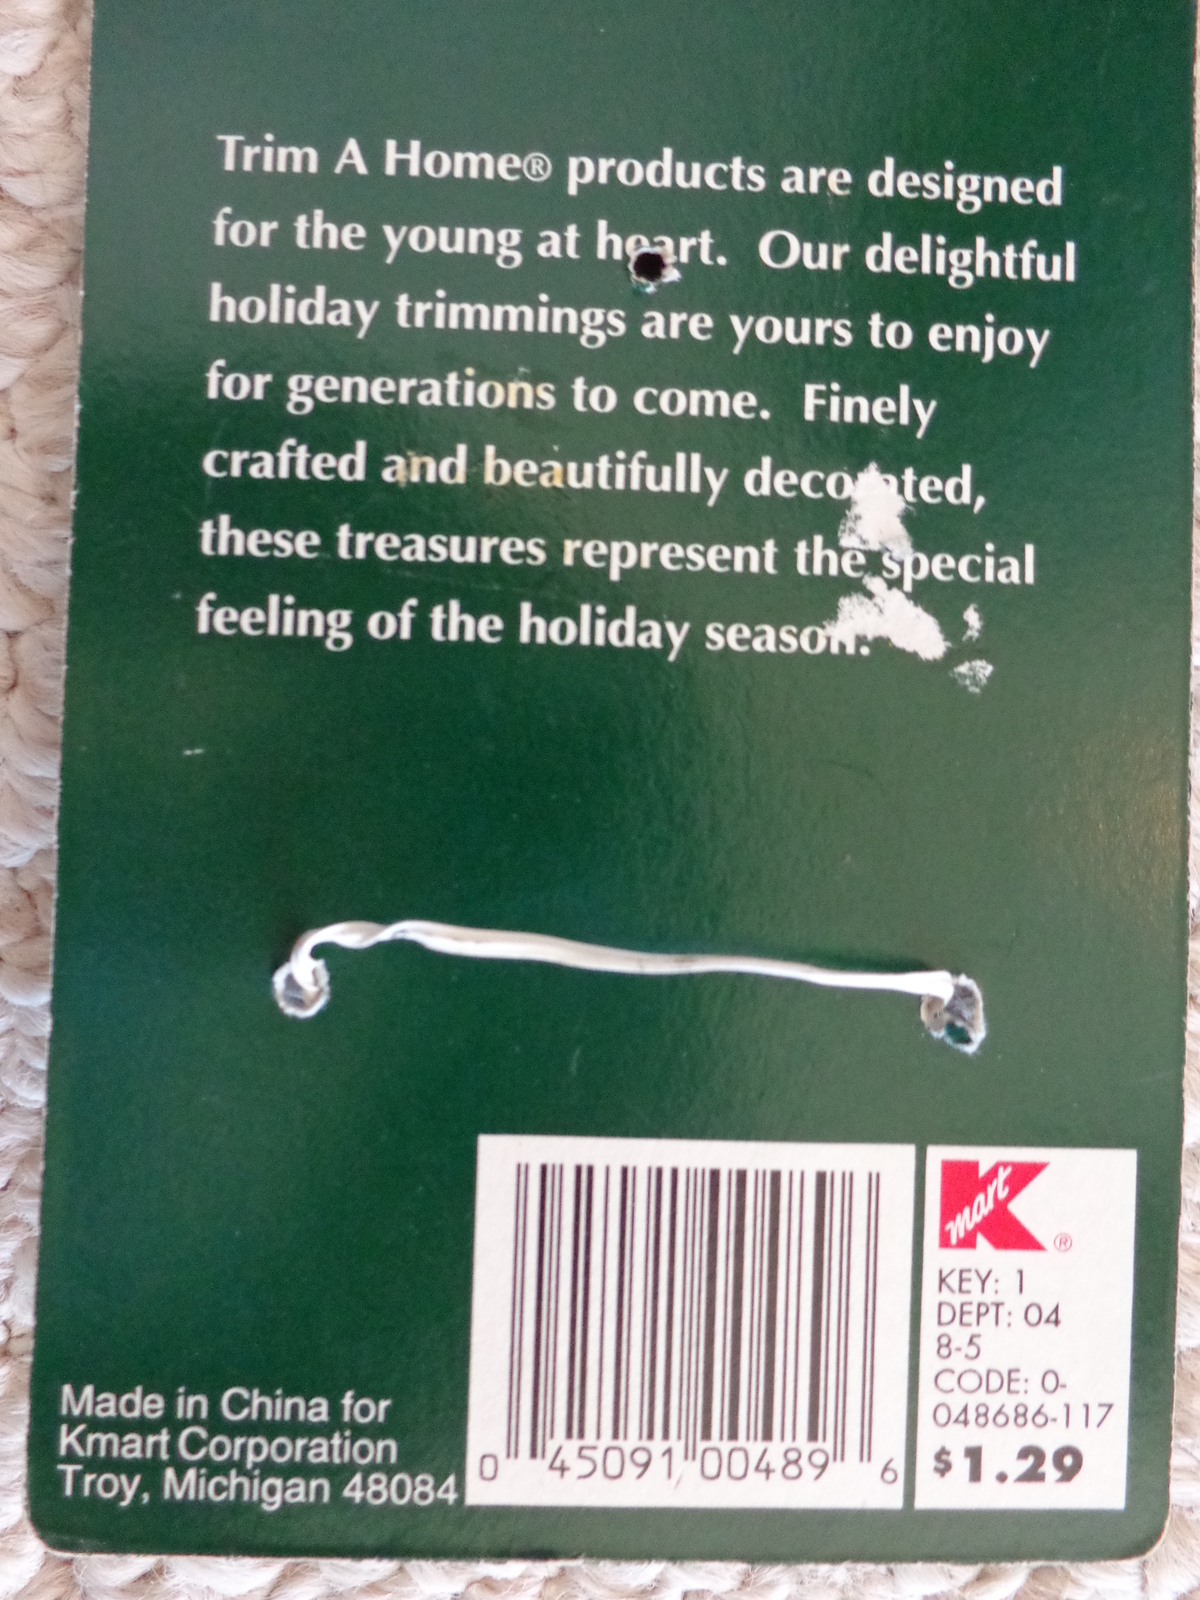 Trim A Home® products are designed
for the young at heart. Our delightful
holiday trimmings are yours to enjoy
for generations to come. Finely
crafted and beautifully decorated,
these treasures represent the special
feeling of the holiday season.
Made in China for
Kmart Corporation
Troy, Michigan 48084
0 45091 00489 6
Kmart®
KEY: 1
DEPT: 04
8-5
CODE: 0-
048686-117
$1.29